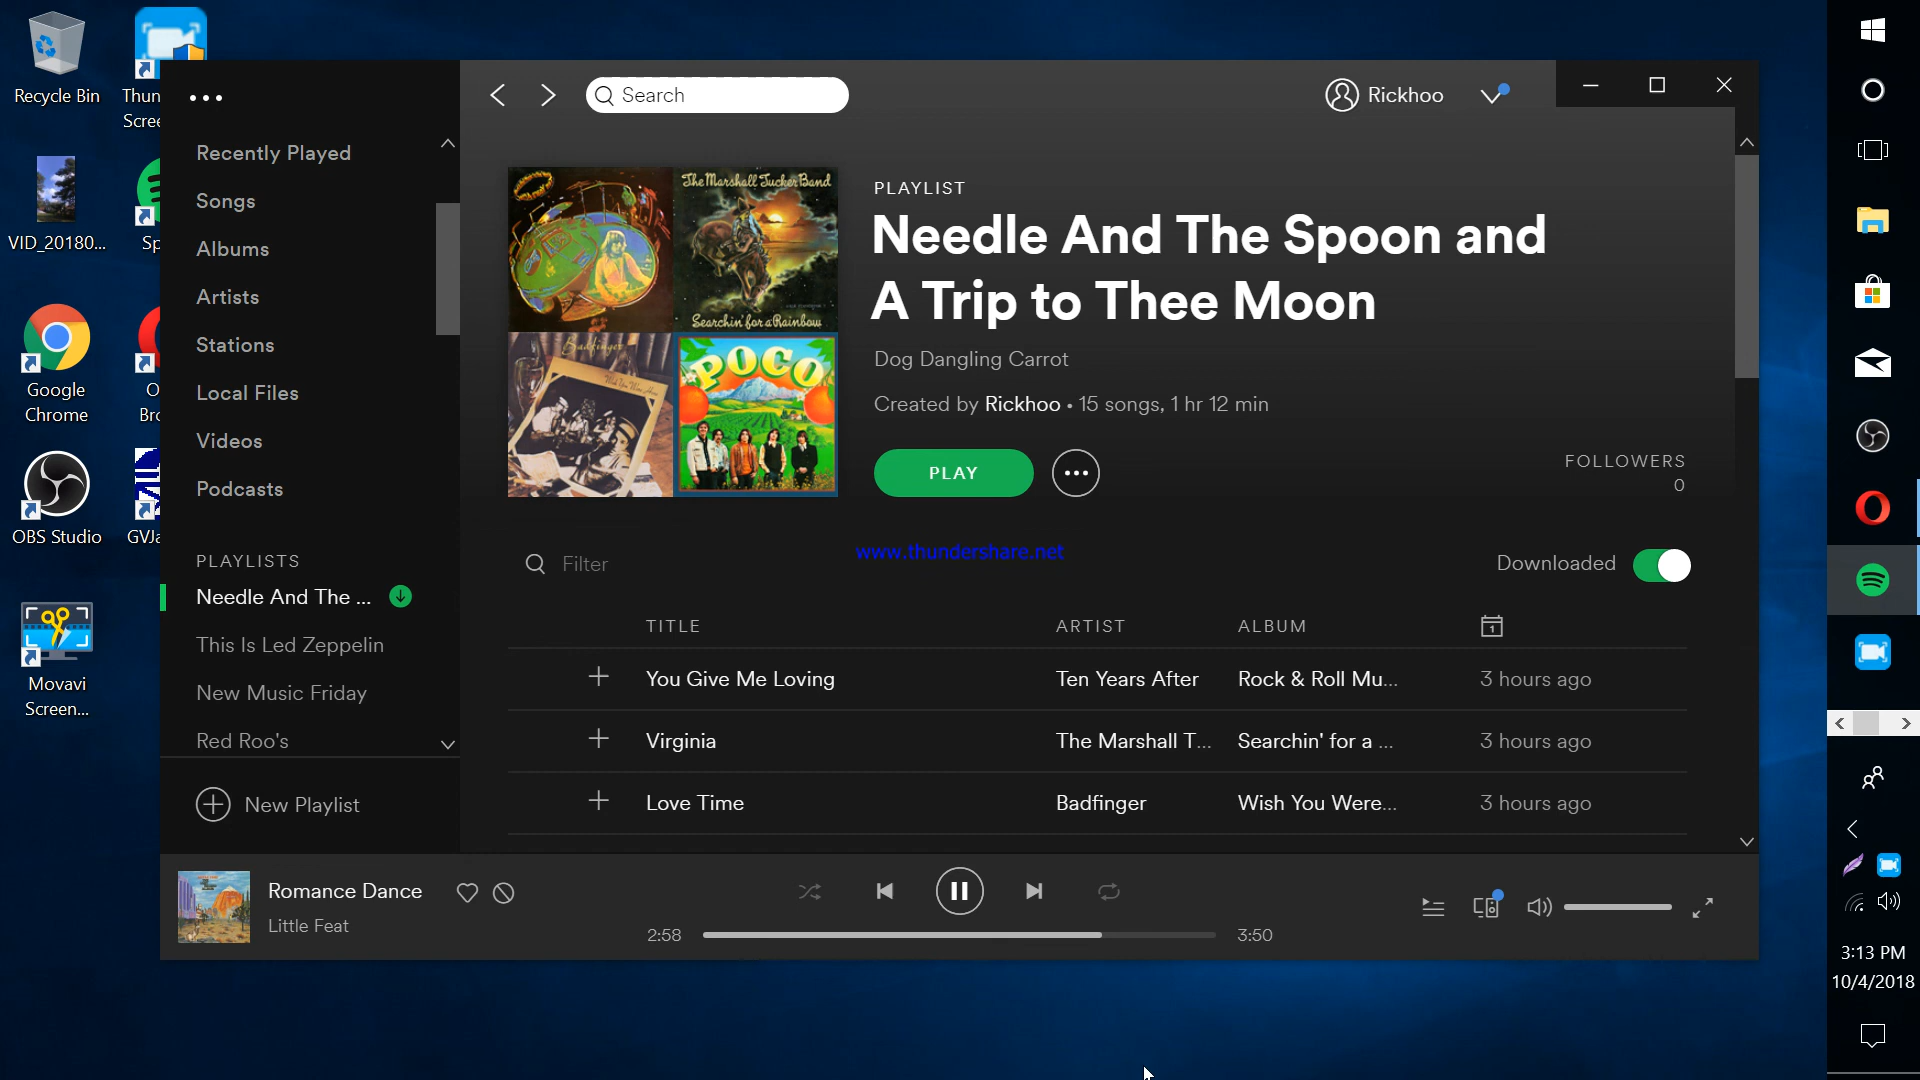 Recycle Bin
Thun
Scree
VID_20180...
Sp
Google
Chrome
O
Bro
OBS Studio
GVJa
Movavi
Screen...
Recently Played
Songs
Albums
Artists
Stations
Local Files
Videos
Podcasts
PLAYLISTS
Needle And The ...
This Is Led Zeppelin
New Music Friday
Red Roo's
New Playlist
Search
Rickhoo
The Marshall Tucker Band
Searchin' for a Rainbow
Badfinger
Wish You Were Here
POCO
PLAYLIST
Needle And The Spoon and
A Trip to Thee Moon
Dog Dangling Carrot
Created by Rickhoo • 15 songs, 1 hr 12 min
PLAY
FOLLOWERS
0
www.thundershare.net
Filter
Downloaded
TITLE ARTIST ALBUM 1
You Give Me Loving Ten Years After Rock & Roll Mu... 3 hours ago
Virginia The Marshall T... Searchin' for a ... 3 hours ago
Love Time Badfinger Wish You Were... 3 hours ago
Romance Dance
Little Feat
2:58
3:50
3:13 PM
10/4/2018